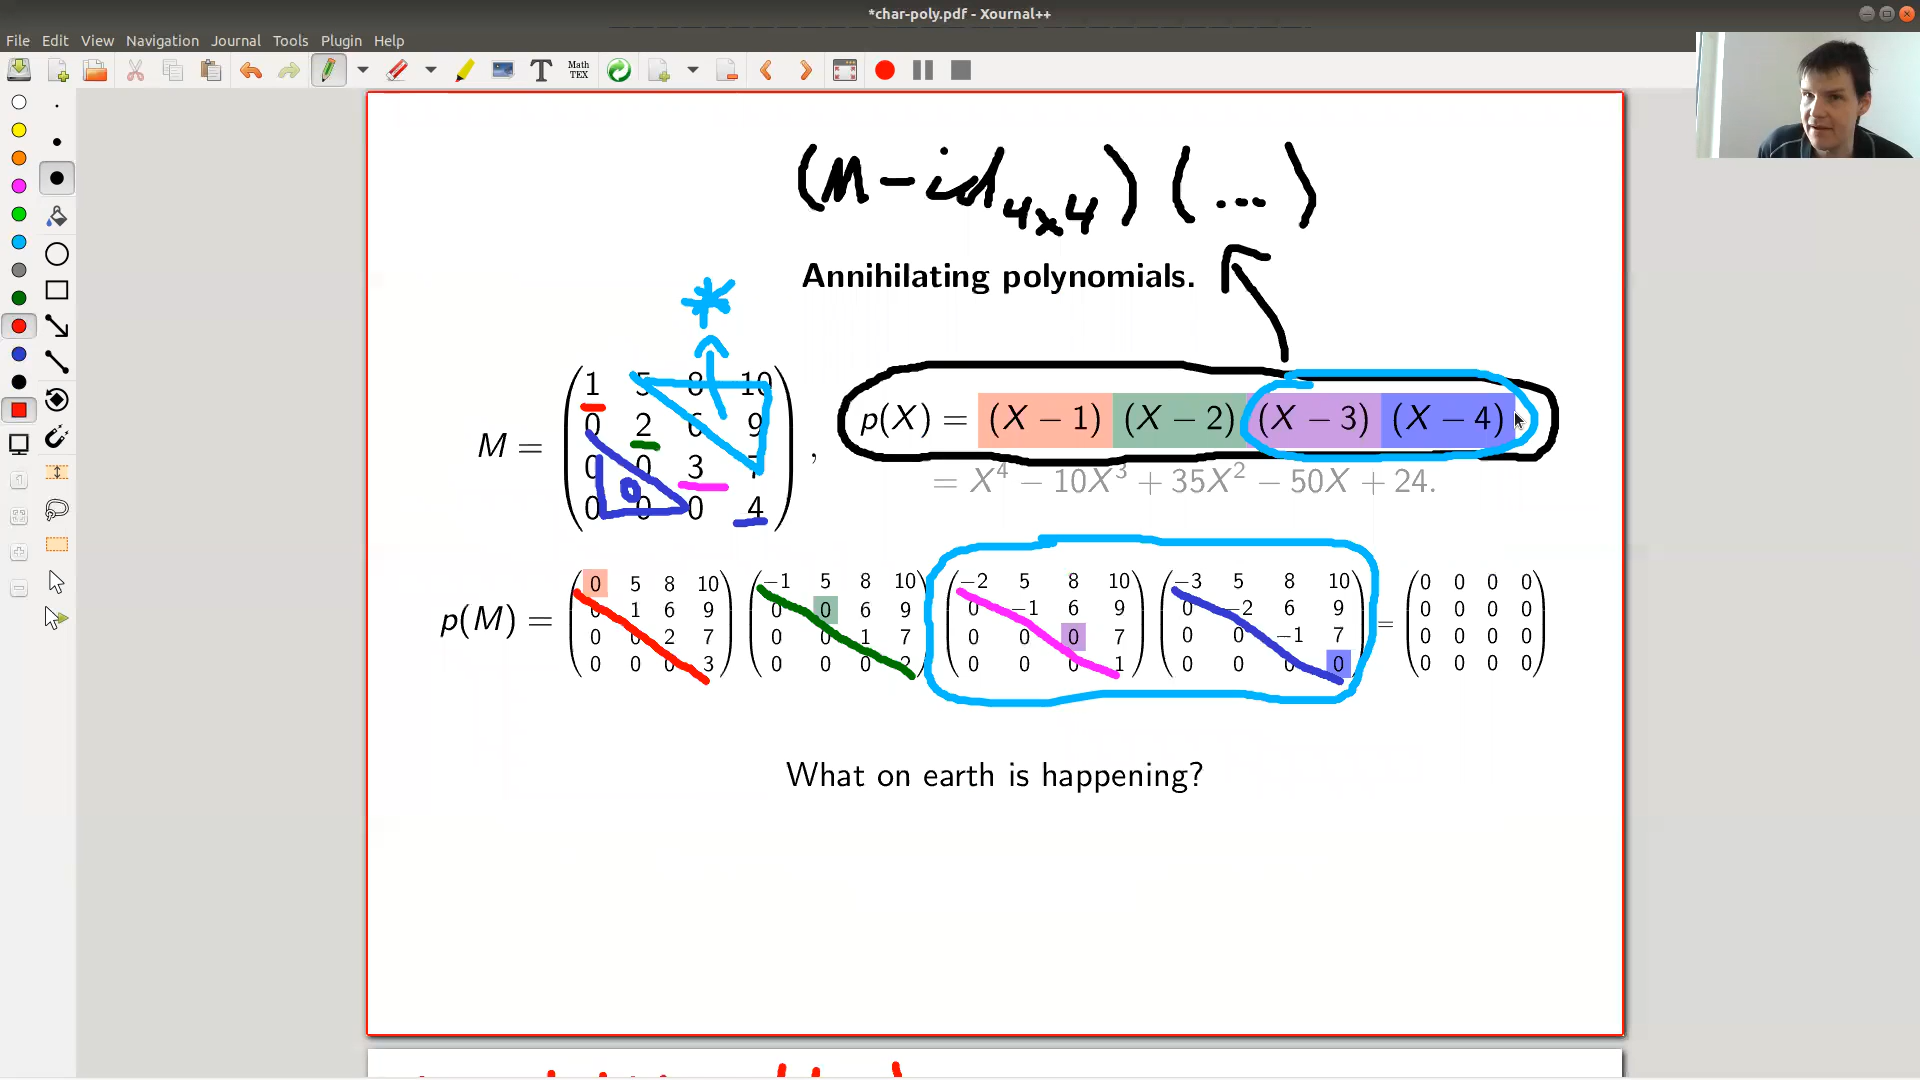 *char-poly.pdf - Xournal++
File Edit View Navigation Journal Tools Plugin Help
T Math TEX
(M-id4x4)(...)
Annihilating polynomials.
*
M = (1 5 8 10
0 2 6 9
0 0 3 7
0 0 0 4),
0
p(X) = (X − 1)(X − 2)(X − 3)(X − 4)
= X⁴ − 10X³ + 35X² − 50X + 24.
p(M) = (0 5 8 10) (−1 5 8 10) (−2 5 8 10) (−3 5 8 10) = (0 0 0 0)
(0 1 6 9) (0 0 6 9) (0 −1 6 9) (0 −2 6 9) (0 0 0 0)
(0 0 2 7) (0 0 1 7) (0 0 0 7) (0 0 −1 7) (0 0 0 0)
(0 0 0 3) (0 0 0 2) (0 0 0 1) (0 0 0 0) (0 0 0 0)
What on earth is happening?